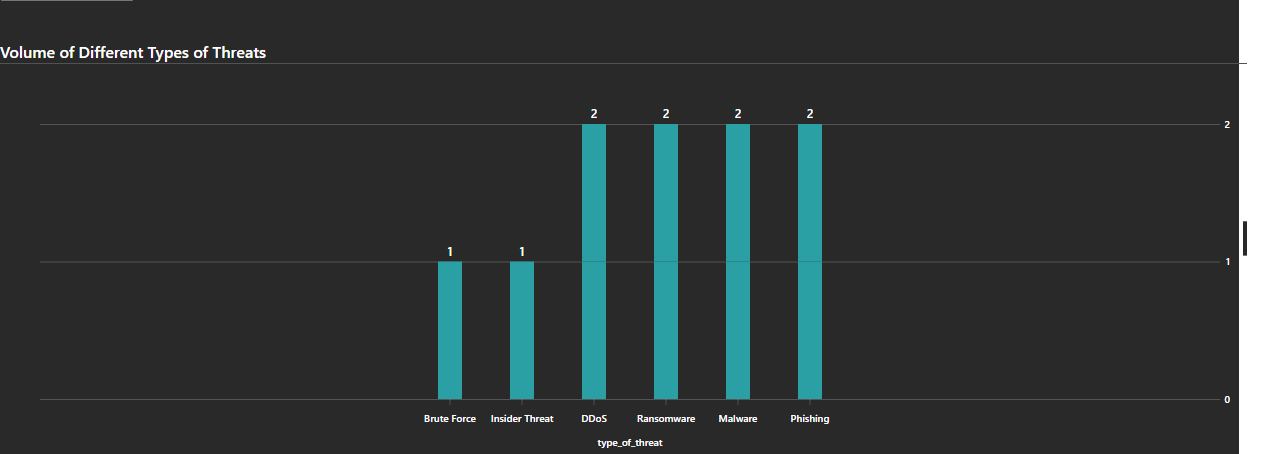 Volume of Different Types of Threats
2 2 2 2
2
1 1
1
0
Brute Force Insider Threat DDoS Ransomware Malware Phishing
type_of_threat